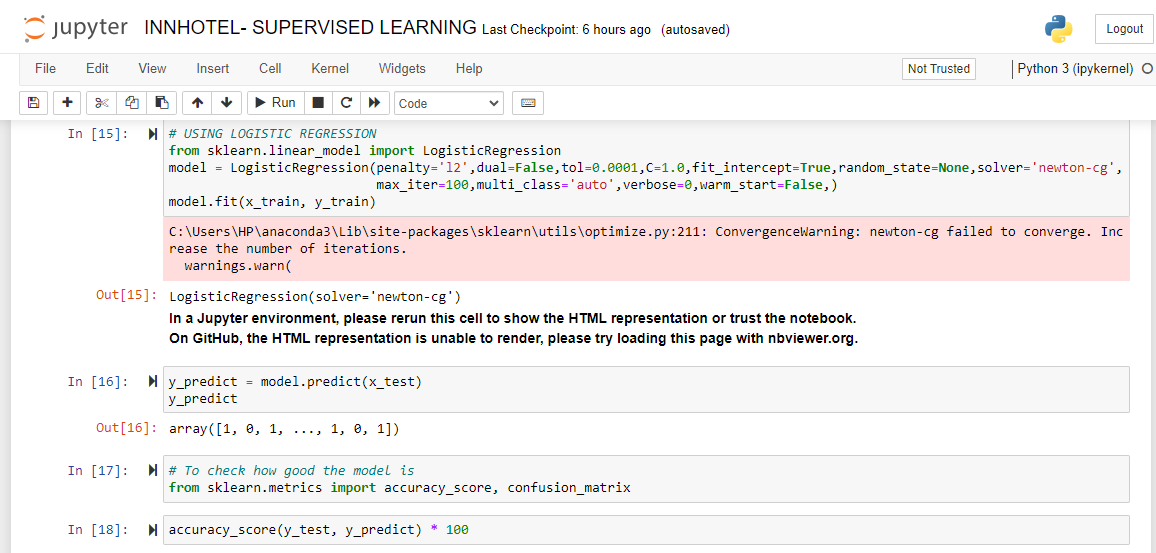 jupyter INNHOTEL- SUPERVISED LEARNING Last Checkpoint: 6 hours ago (autosaved)
Logout
File Edit View Insert Cell Kernel Widgets Help
Not Trusted
Python 3 (ipykernel)
Run
Code
In [15]:
# USING LOGISTIC REGRESSION
from sklearn.linear_model import LogisticRegression
model = LogisticRegression(penalty='l2',dual=False,tol=0.0001,C=1.0,fit_intercept=True,random_state=None,solver='newton-cg',
max_iter=100,multi_class='auto',verbose=0,warm_start=False,)
model.fit(x_train, y_train)
C:\Users\HP\anaconda3\Lib\site-packages\sklearn\utils\optimize.py:211: ConvergenceWarning: newton-cg failed to converge. Inc
rease the number of iterations.
warnings.warn(
Out[15]: LogisticRegression(solver='newton-cg')
In a Jupyter environment, please rerun this cell to show the HTML representation or trust the notebook.
On GitHub, the HTML representation is unable to render, please try loading this page with nbviewer.org.
In [16]: y_predict = model.predict(x_test)
y_predict
Out[16]: array([1, 0, 1, ..., 1, 0, 1])
In [17]: # To check how good the model is
from sklearn.metrics import accuracy_score, confusion_matrix
In [18]: accuracy_score(y_test, y_predict) * 100